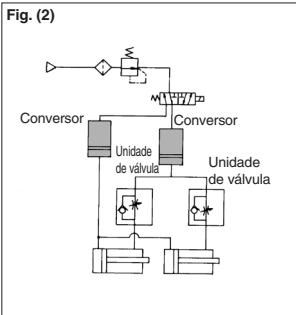 Fig. (2)
Conversor
Conversor
Unidade
de válvula
Unidade
de válvula